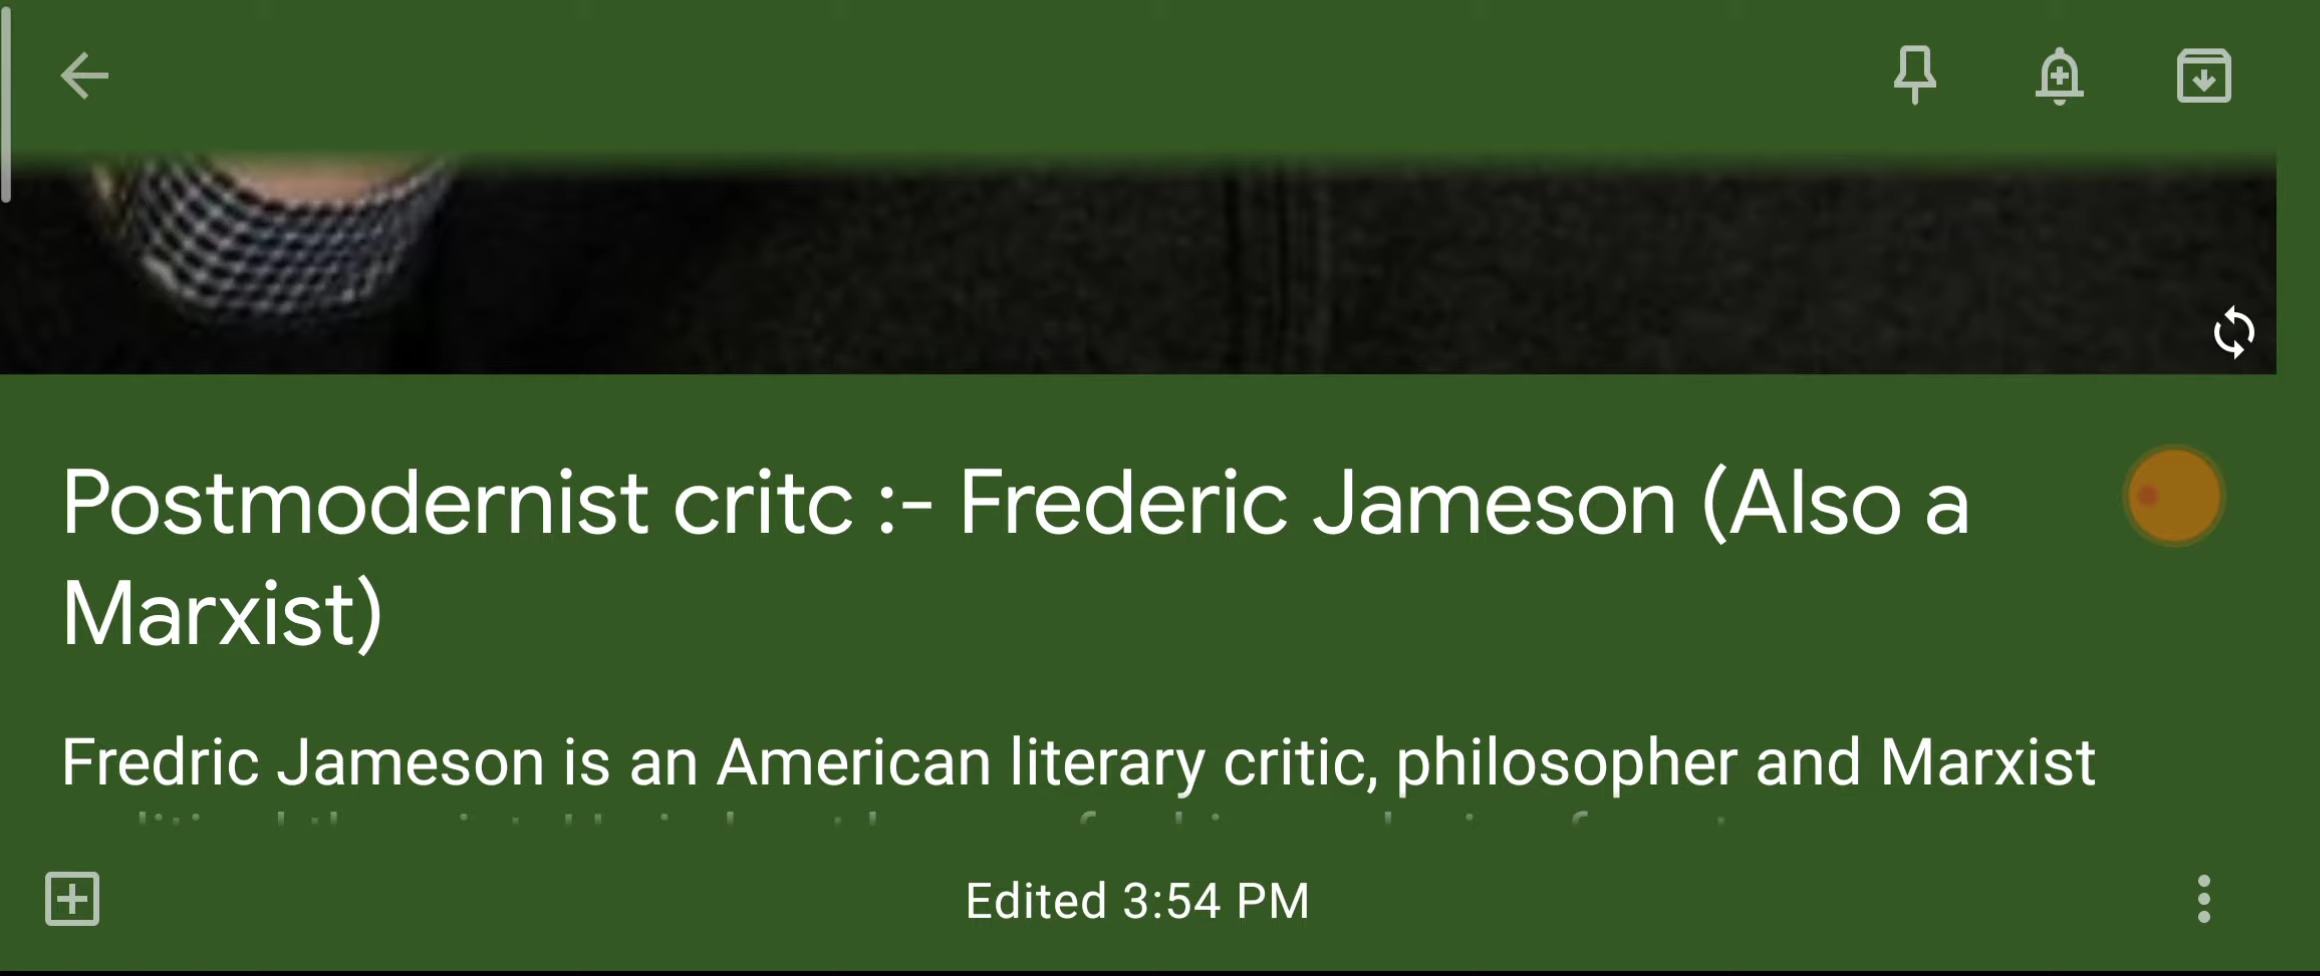 Postmodernist critc :- Frederic Jameson (Also a
Marxist)
Fredric Jameson is an American literary critic, philosopher and Marxist
Edited 3:54 PM